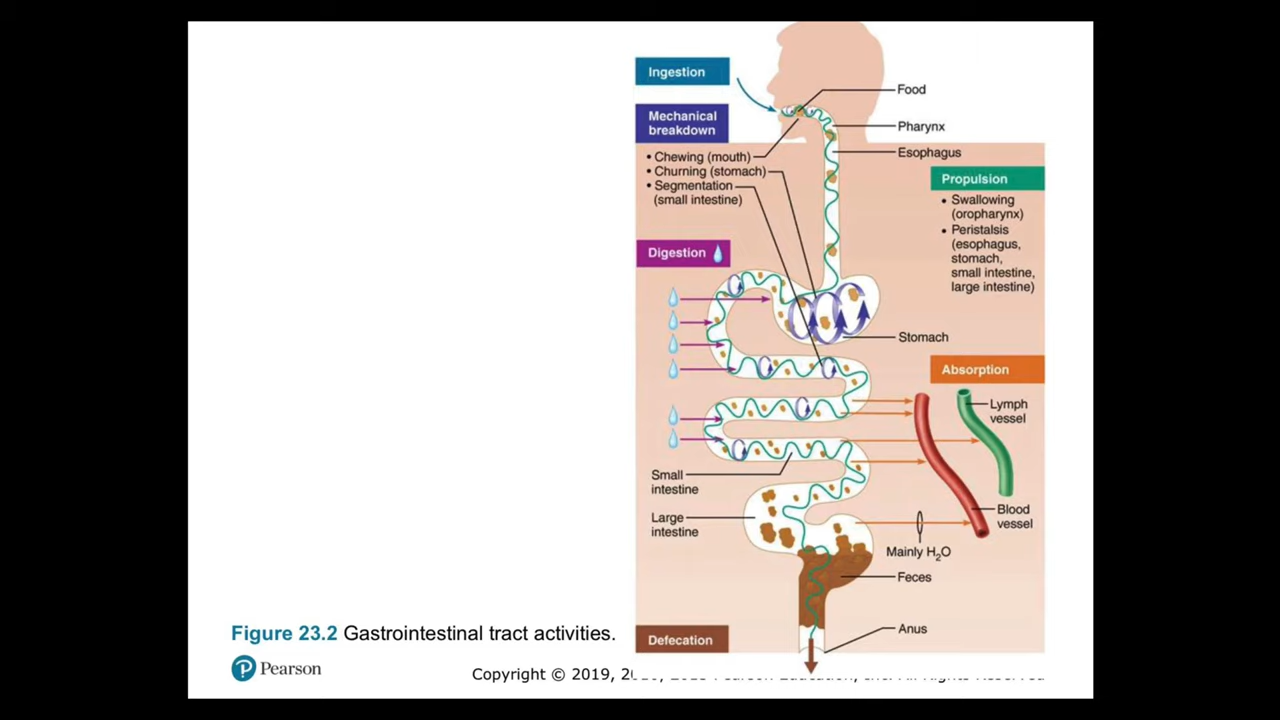 Ingestion
Food
Mechanical
breakdown
Pharynx
Esophagus
• Chewing (mouth)
• Churning (stomach)
• Segmentation
(small intestine)
Propulsion
• Swallowing
(oropharynx)
• Peristalsis
(esophagus,
stomach,
small intestine,
large intestine)
Digestion
Stomach
Absorption
Lymph
vessel
Small
intestine
Large
intestine
Blood
vessel
Mainly H₂O
Feces
Anus
Defecation
Figure 23.2 Gastrointestinal tract activities.
Pearson
Copyright © 2019,